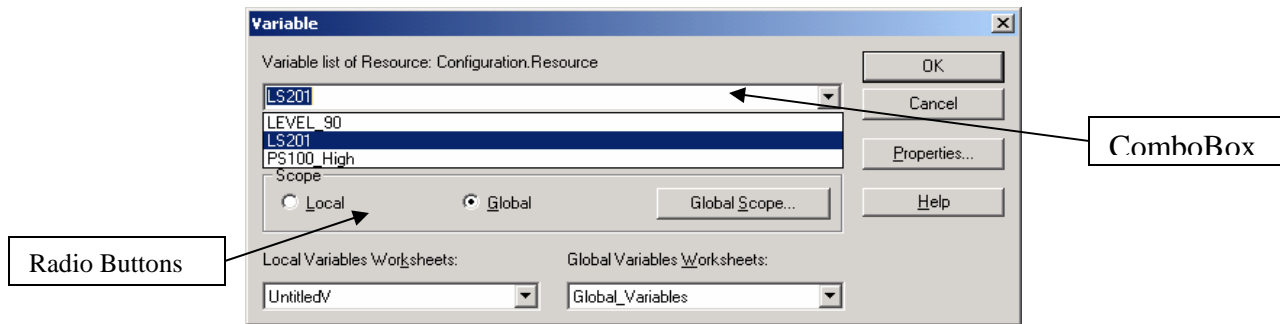 Variable
Variable list of Resource: Configuration.Resource
OK
LS201
Cancel
LEVEL_90
LS201
PS100_High
ComboBox
Properties...
Scope
Local
Global
Global Scope...
Help
Radio Buttons
Local Variables Worksheets:
Global Variables Worksheets:
UntitledV
Global_Variables